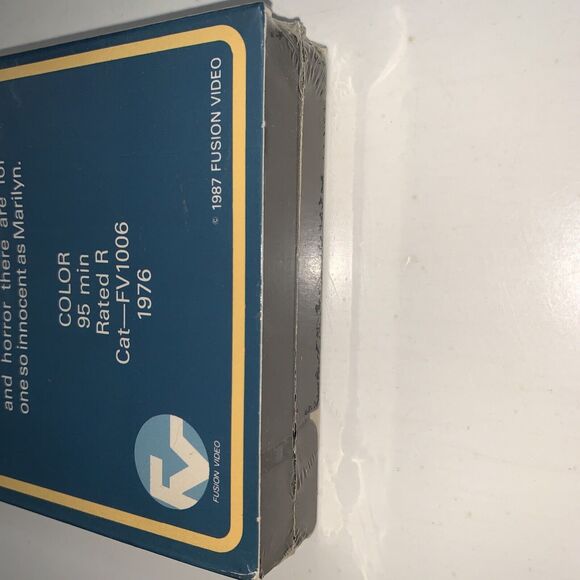 and horror there are for
one so innocent as Marilyn.
COLOR
95 min
Rated R
Cat—FV1006
1976
© 1987 FUSION VIDEO
FV
FUSION VIDEO